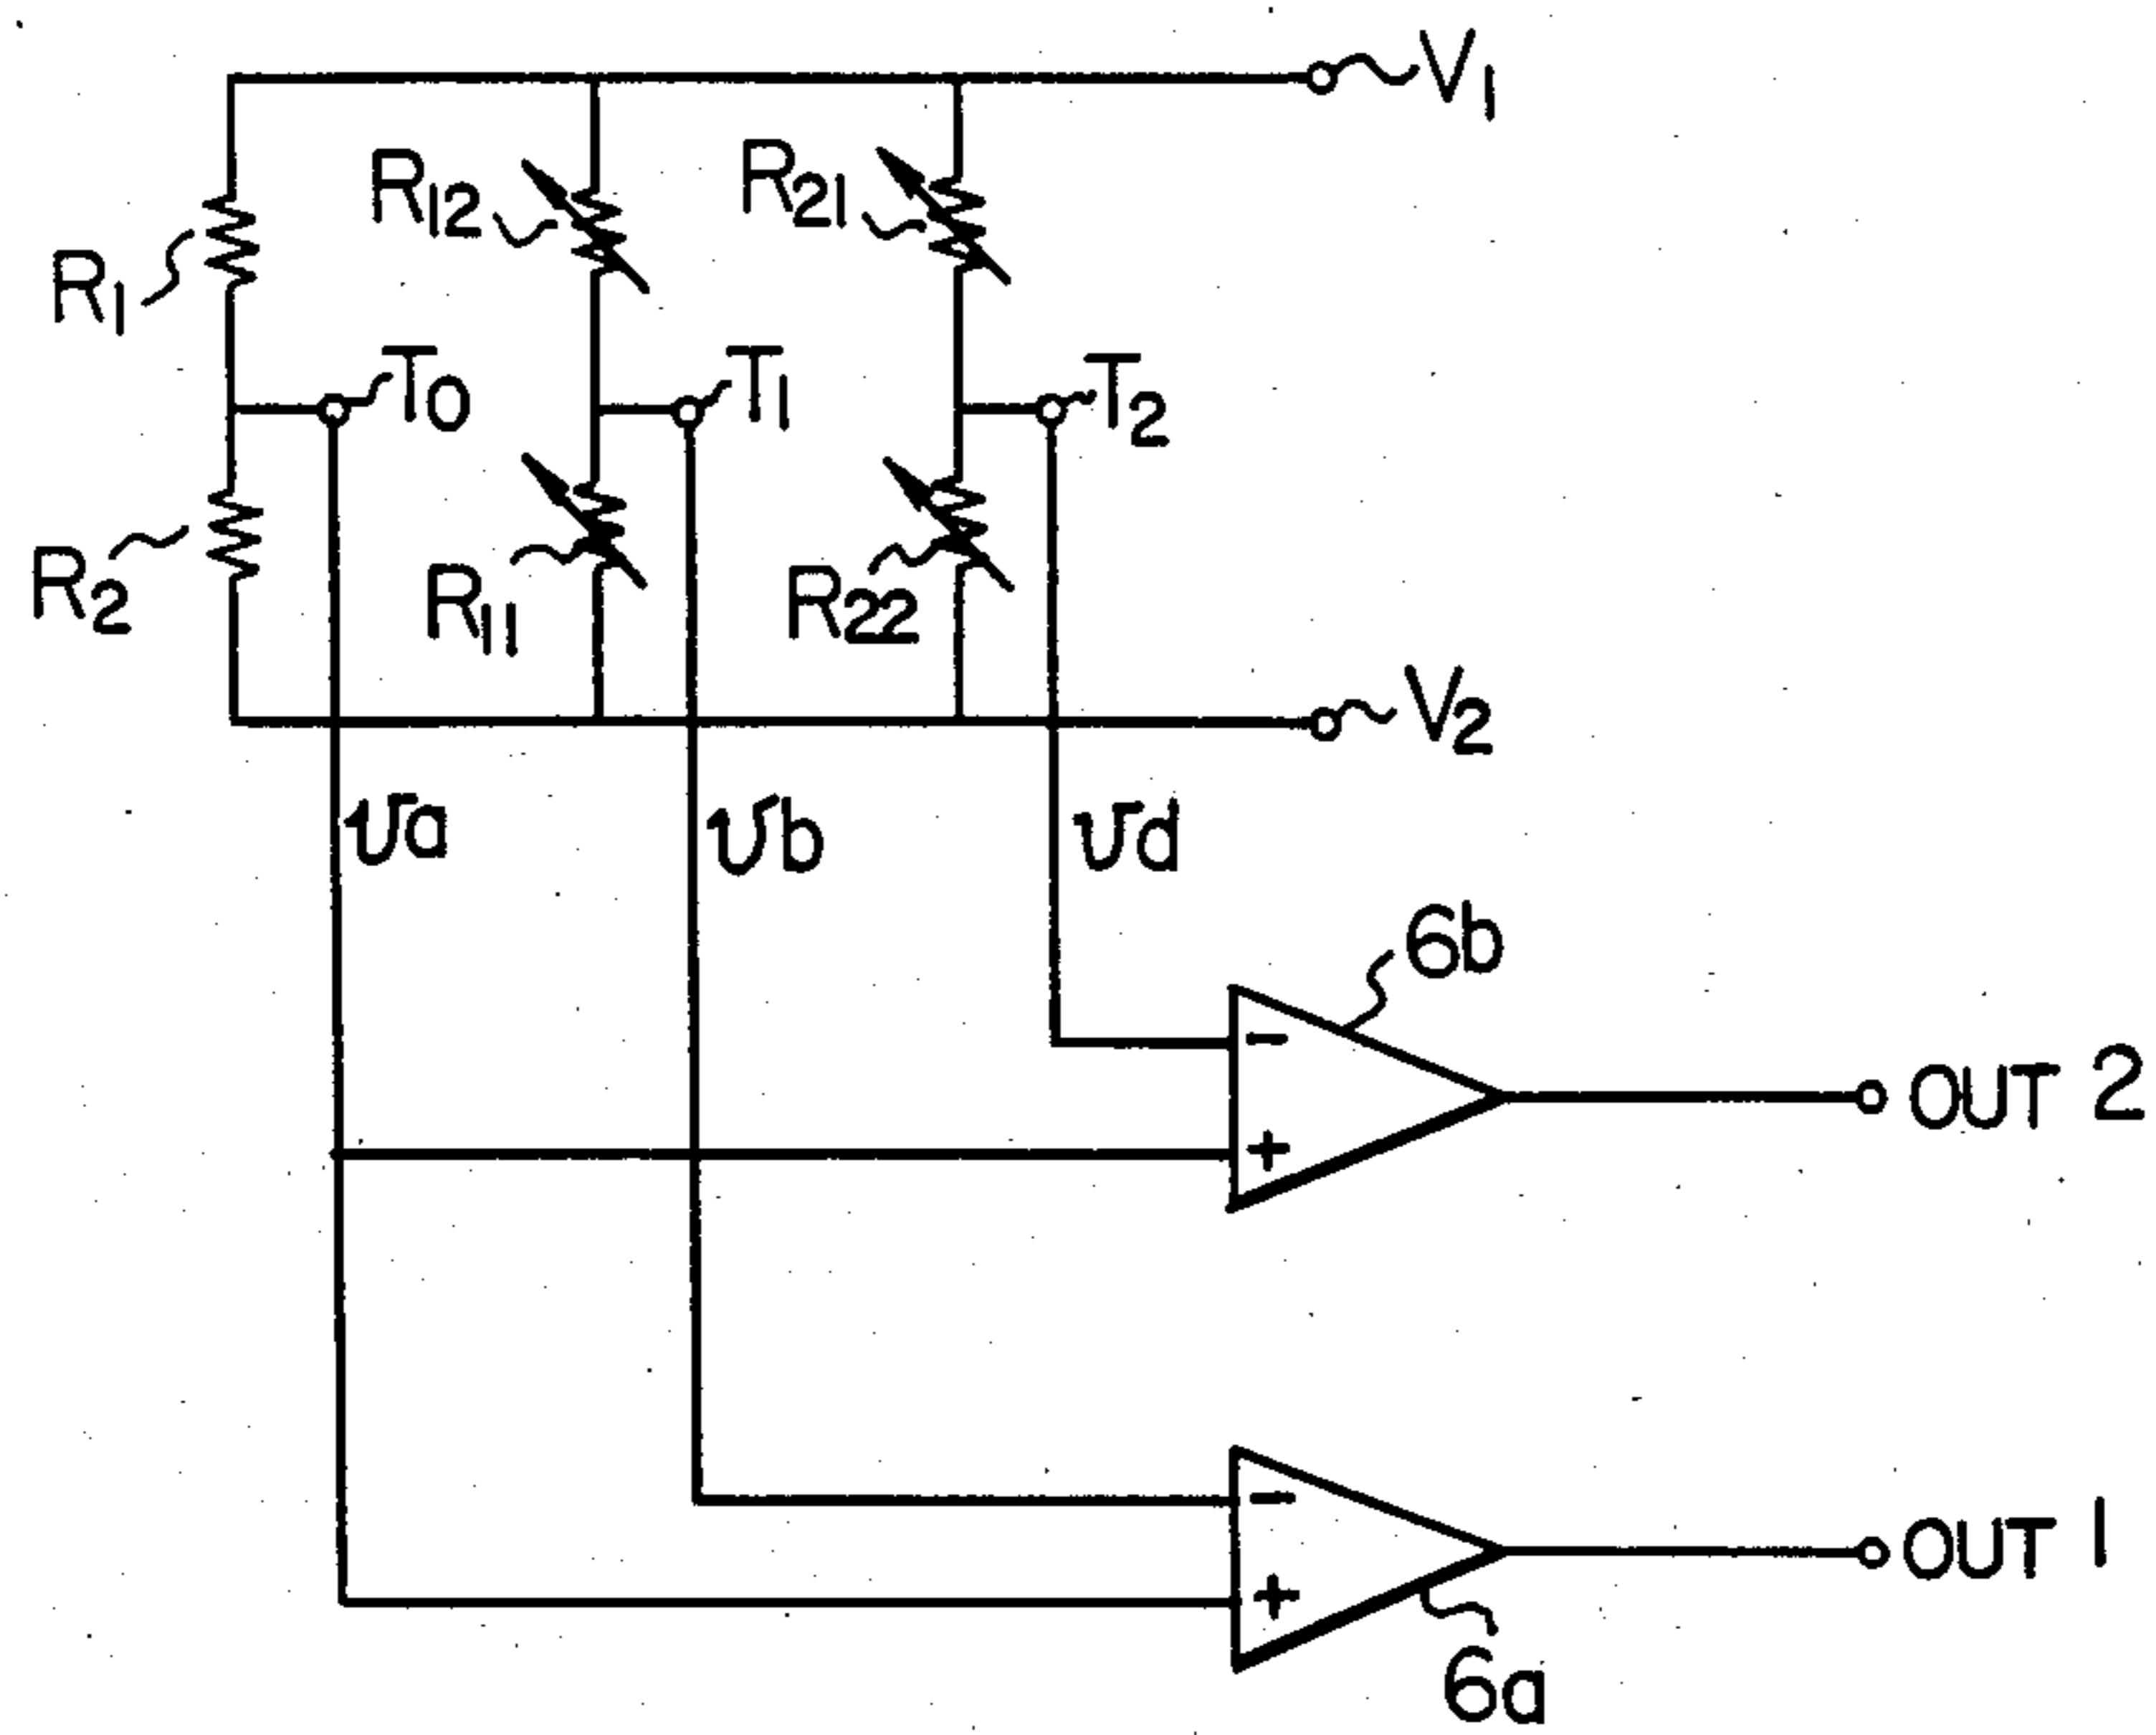 V1
R12
R21
R1
T0
T1
T2
R2
R11
R22
V2
va
vb
vd
6b
-
+
OUT 2
-
+
OUT 1
6a